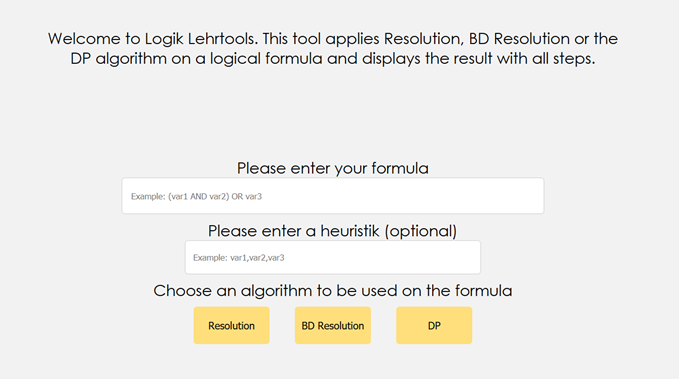 Welcome to Logik Lehrtools. This tool applies Resolution, BD Resolution or the
DP algorithm on a logical formula and displays the result with all steps.
Please enter your formula
Example: (var1 AND var2) OR var3
Please enter a heuristik (optional)
Example: var1,var2,var3
Choose an algorithm to be used on the formula
Resolution BD Resolution DP